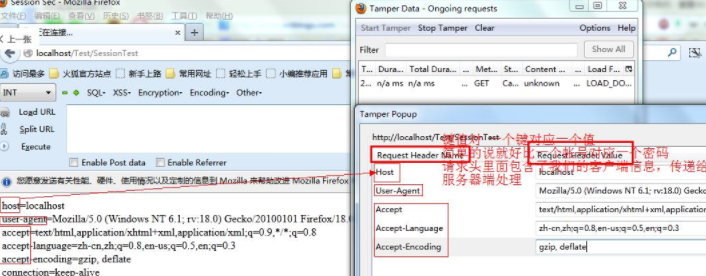 Session Sec - Mozilla Firefox
文件(F) 编辑(E) 查看(V) 历史(S) 书签(B) 工具(T) 帮助(H)
上一张
正在连接...
localhost/Test/SessionTest
访问最多 火狐官方站点 新手上路 常用网址 轻松上手 小编推荐应用
INT SQL- XSS- Encryption- Encoding- Other-
Load URL
Split URL
Execute
Enable Post data Enable Referrer
您愿意发送有关性能、硬件、使用情况以及定制的信息到 Mozilla 来帮助改进 Mozilla Firefox
host=localhost
user-agent=Mozilla/5.0 (Windows NT 6.1; rv:18.0) Gecko/20100101 Firefox/18.0
accept=text/html,application/xhtml+xml,application/xml;q=0.9,*/*;q=0.8
accept-language=zh-cn,zh;q=0.8,en-us;q=0.5,en;q=0.3
accept-encoding=gzip, deflate
connection=keep-alive
Tamper Data - Ongoing requests
Start Tamper Stop Tamper Clear Options Help
Filter Show All
T... Dura... Total Dura... Me... St... Content ... Load F...
2... n/a ms n/a ms GET Ca... unknown LOAD_DO...
Tamper Popup
http://localhost/Test/SessionTest
键值对 一个键对应一个值
简单的说就好比一个帐号对应一个密码
请求头里面包含了我们的客户端信息，传递给
服务器端处理
Request Header Name Request Header Value
Host localhost
User-Agent Mozilla/5.0 (Windows NT 6.1; rv:18.0)
Accept text/html,application/xhtml+xml,applicati
Accept-Language zh-cn,zh;q=0.8,en-us;q=0.5,en;q=0.3
Accept-Encoding gzip, deflate